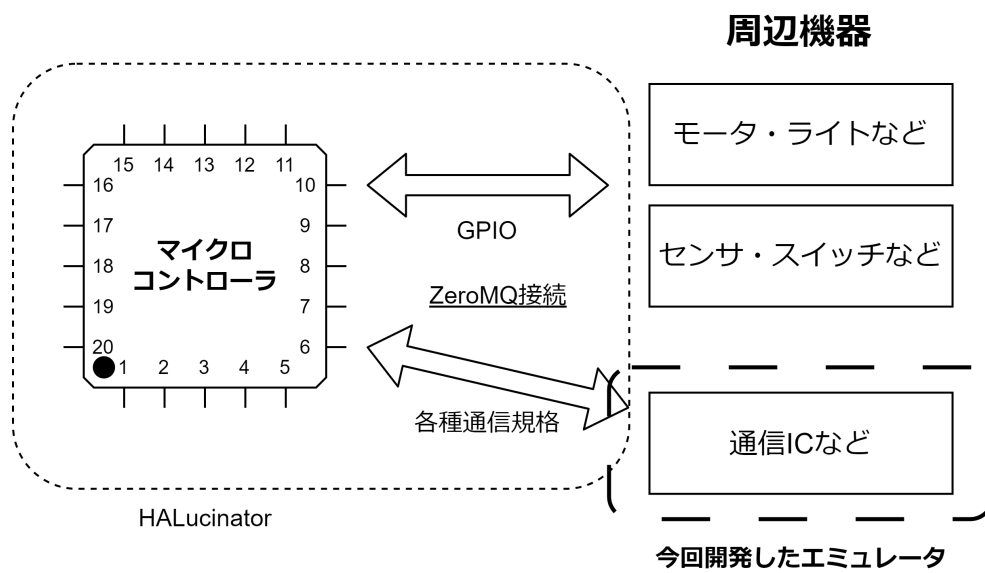 周辺機器
モータ・ライトなど
15 14 13 12 11
16 10
GPIO
17 9
マイクロ
コントローラ
センサ・スイッチなど
18 8
ZeroMQ接続
19 7
20 6
1 2 3 4 5
各種通信規格
通信ICなど
HALucinator
今回開発したエミュレータ